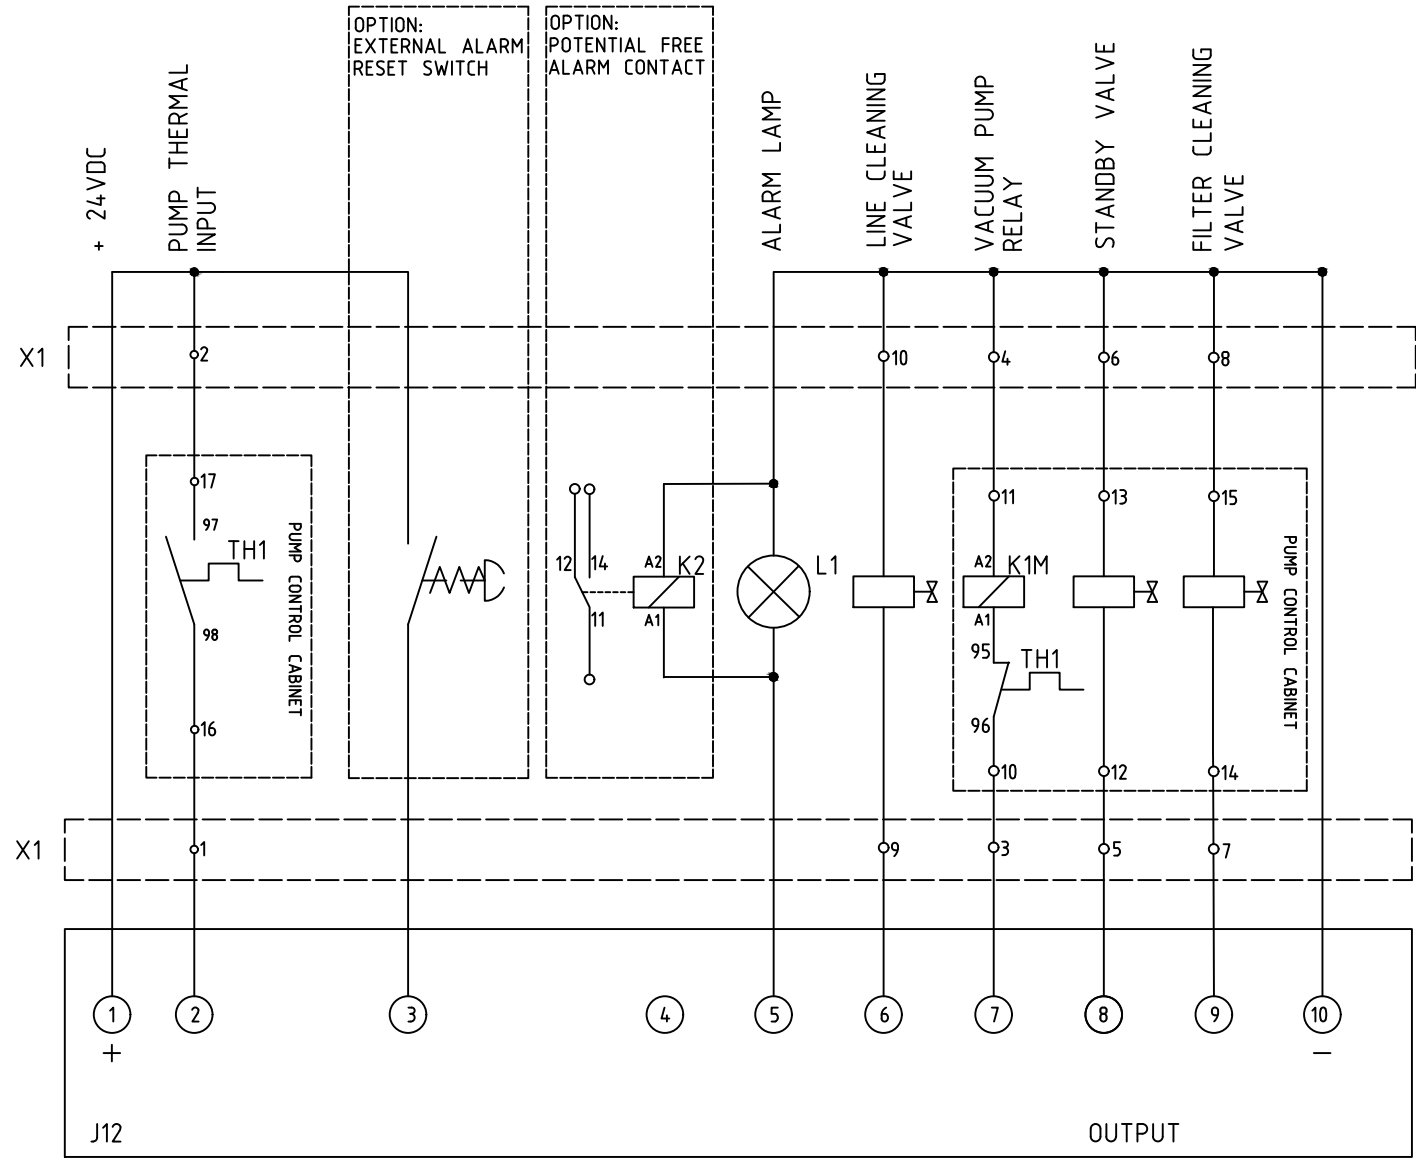 OPTION:
EXTERNAL ALARM
RESET SWITCH
OPTION:
POTENTIAL FREE
ALARM CONTACT
+ 24VDC
PUMP THERMAL
INPUT
ALARM LAMP
LINE CLEANING
VALVE
VACUUM PUMP
RELAY
STANDBY VALVE
FILTER CLEANING
VALVE
X1
2
10
4
6
8
17
97
TH1
98
16
PUMP CONTROL CABINET
12
14
11
A2
K2
A1
L1
11
13
15
A2
K1M
A1
95
TH1
96
10
12
14
PUMP CONTROL CABINET
X1
1
9
3
5
7
1
2
3
4
5
6
7
8
9
10
+
−
J12
OUTPUT